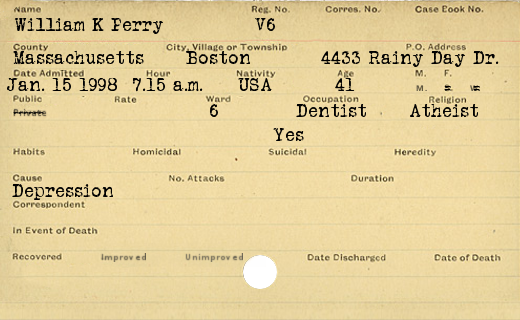 Name Reg. No. Corres. No. Case Book No.
William K Perry V6
County City, Village or Township P.O. Address
Massachusetts Boston 4433 Rainy Day Dr.
Date Admitted Hour Nativity Age M. F.
Jan. 15 1998 7.15 a.m. USA 41 M. S. W.
Public Rate Ward Occupation Religion
Private 6 Dentist Atheist
Yes
Habits Homicidal Suicidal Heredity
Cause No. Attacks Duration
Depression
Correspondent
In Event of Death
Recovered Improved Unimproved Date Discharged Date of Death